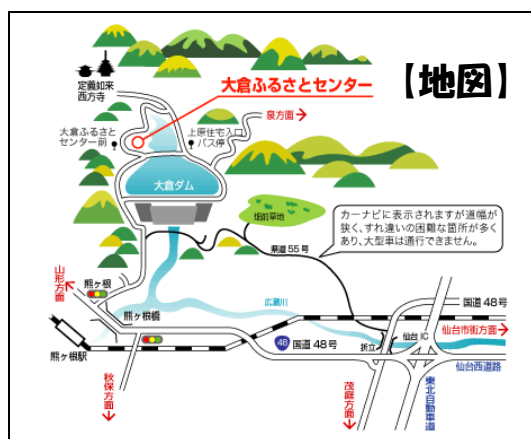 【地図】
定義如来
西方寺
大倉ふるさとセンター
泉方面
大倉ふるさと
センター前
上原住宅入口
バス停
大倉ダム
畑前草地
カーナビに表示されますが道幅が
狭く、すれ違いの困難な箇所が多く
あり、大型車は通行できません。
県道55号
山形方面
熊ヶ根
熊ヶ根橋
広瀬川
国道48号
仙台市街方面
熊ヶ根駅
48
国道48号
折立
仙台IC
仙台西道路
秋保方面
茂庭方面
東北自動車道